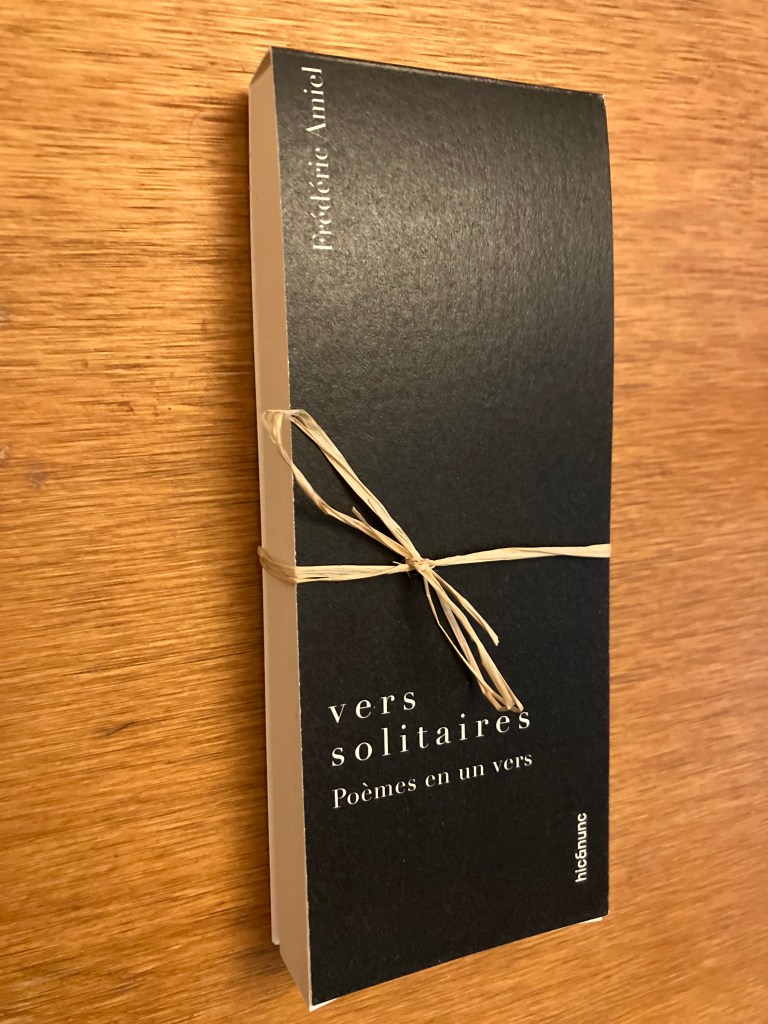 Frédéric Amiel
vers
solitaires
Poèmes en un vers
hic&nunc